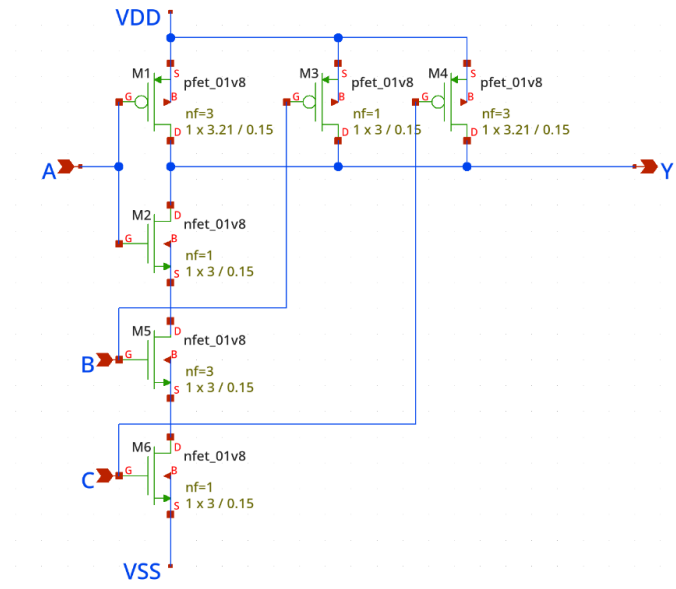 VDD
M1
S
pfet_01v8
G
B
nf=3
D
1 x 3.21 / 0.15
M3
S
pfet_01v8
G
B
nf=1
D
1 x 3 / 0.15
M4
S
pfet_01v8
G
B
nf=3
D
1 x 3.21 / 0.15
A
Y
M2
D
nfet_01v8
G
B
nf=1
S
1 x 3 / 0.15
M5
D
nfet_01v8
B
G
B
nf=3
S
1 x 3 / 0.15
M6
D
nfet_01v8
C
G
B
nf=1
S
1 x 3 / 0.15
VSS